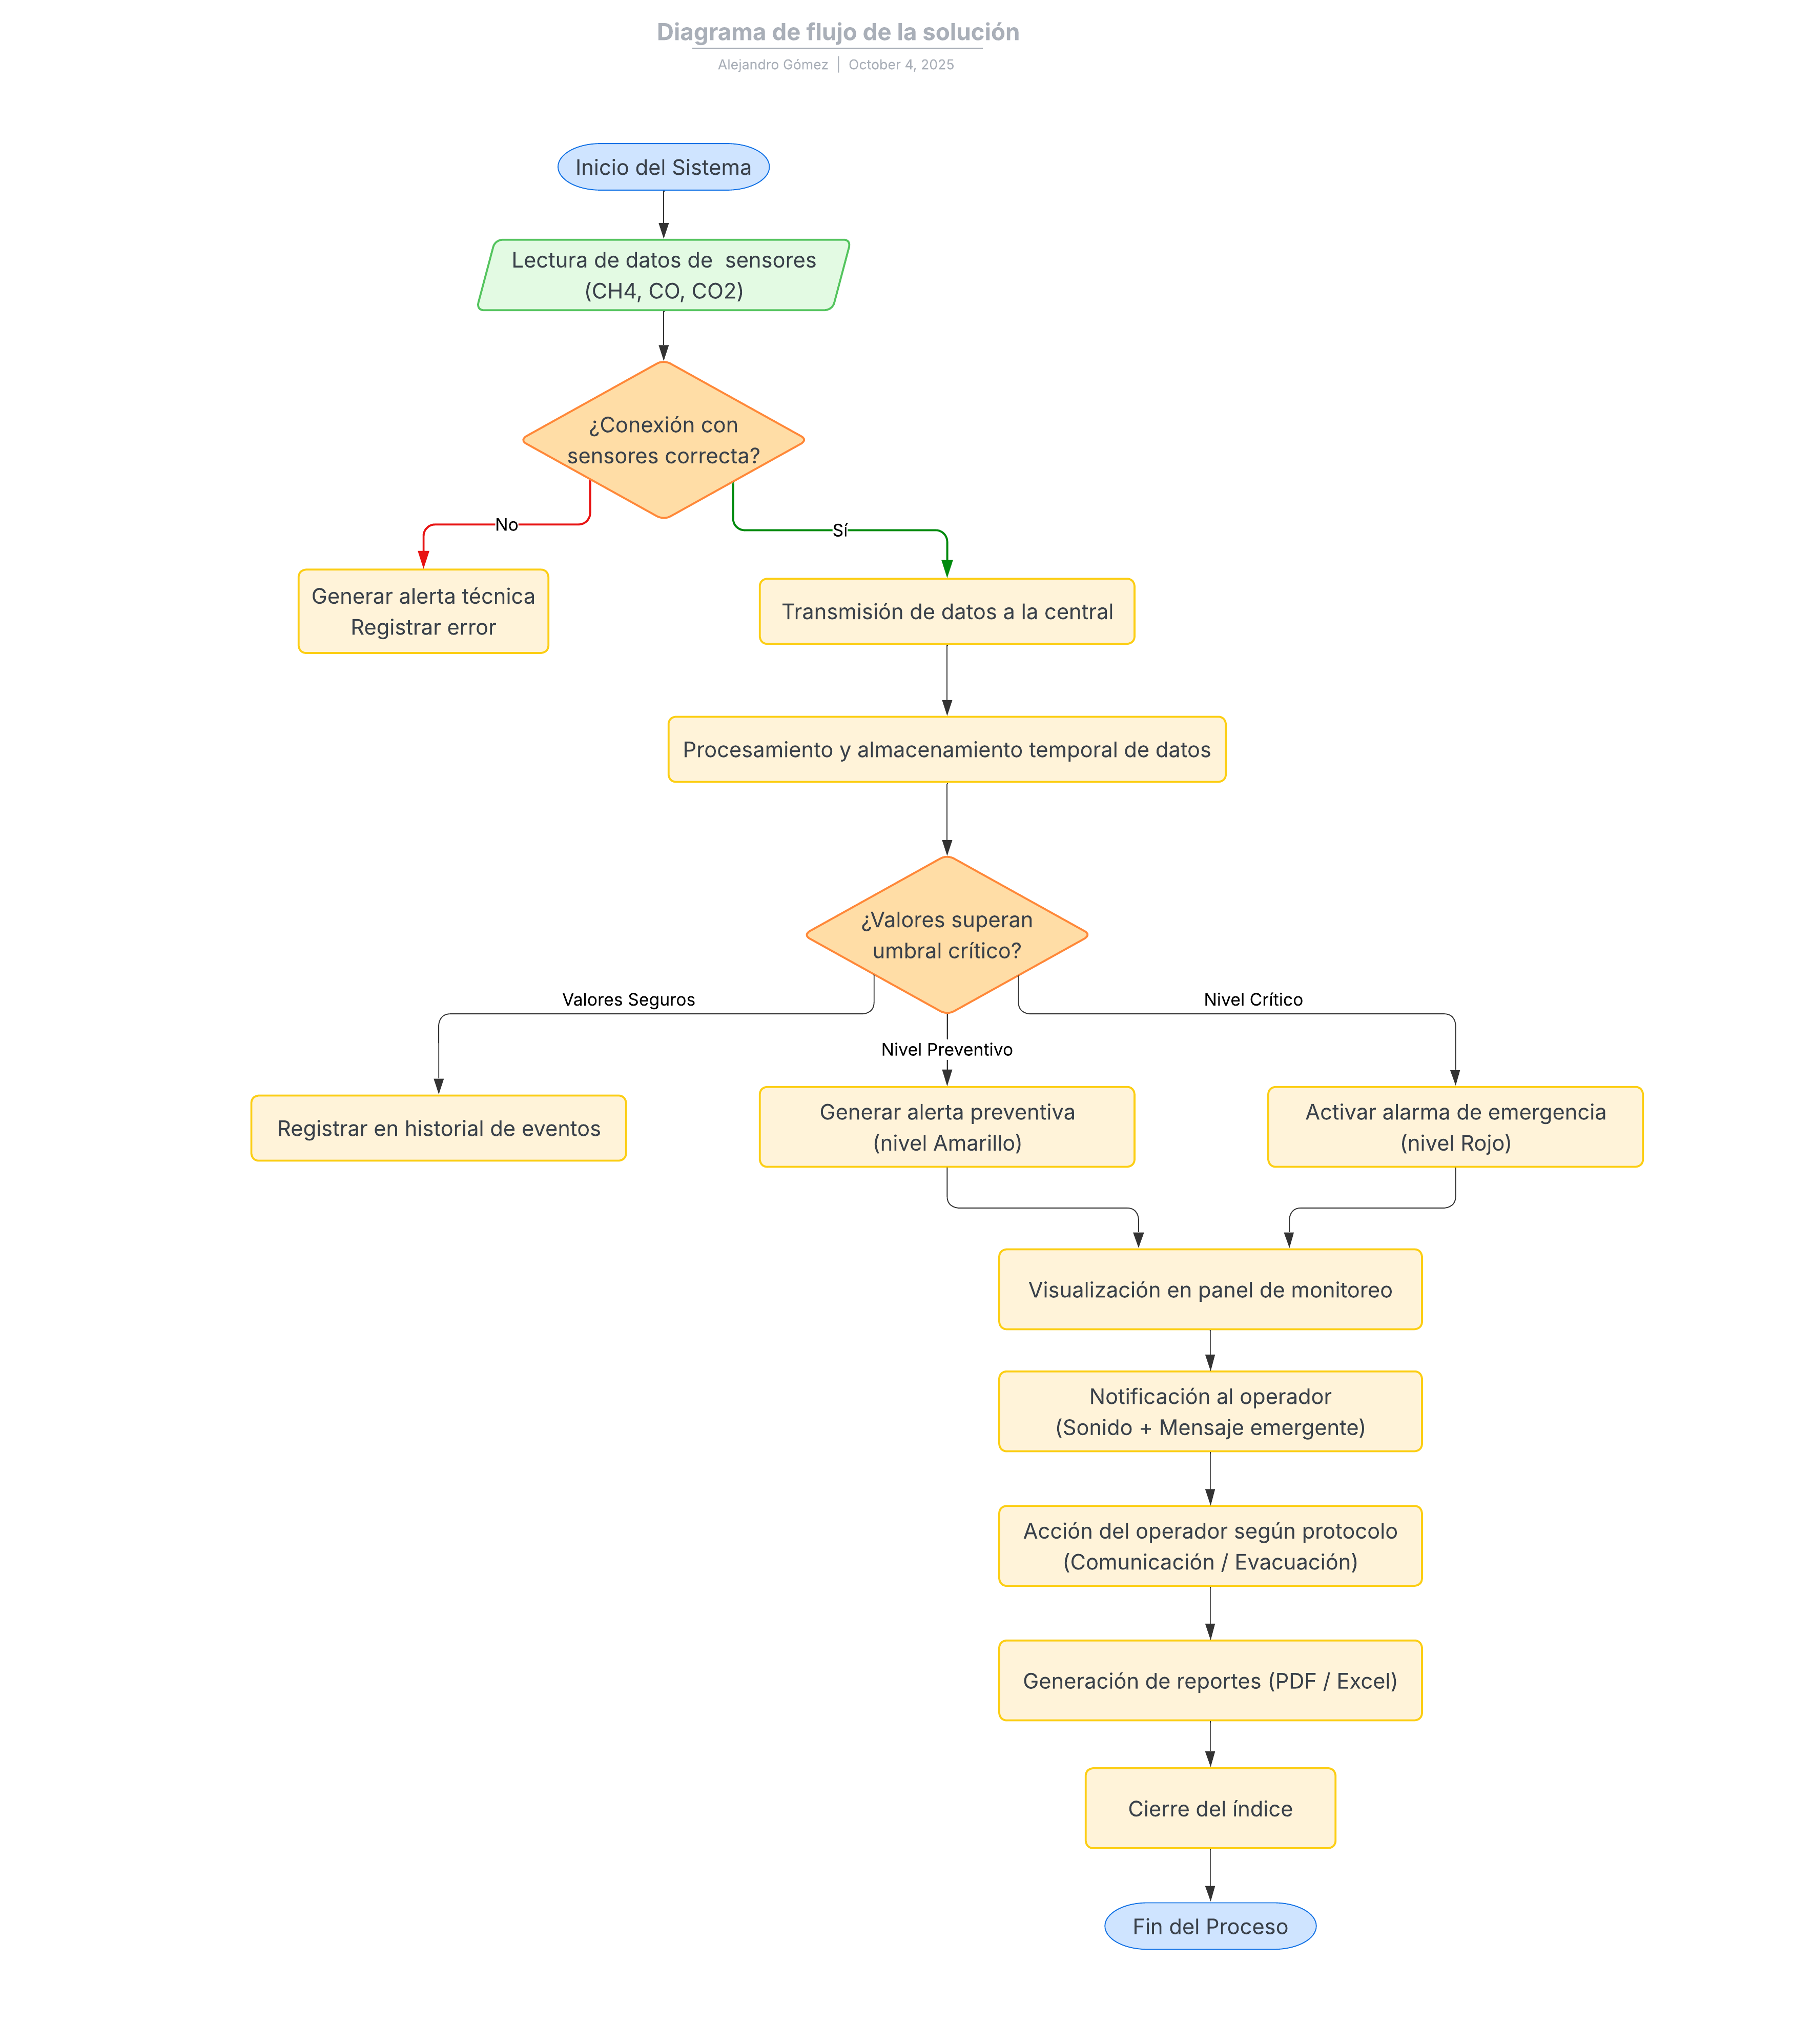 Diagrama de flujo de la solución
Alejandro Gómez | October 4, 2025
Inicio del Sistema
Lectura de datos de sensores
(CH4, CO, CO2)
¿Conexión con
sensores correcta?
No
Sí
Generar alerta técnica
Registrar error
Transmisión de datos a la central
Procesamiento y almacenamiento temporal de datos
¿Valores superan
umbral crítico?
Valores Seguros
Nivel Crítico
Nivel Preventivo
Registrar en historial de eventos
Generar alerta preventiva
(nivel Amarillo)
Activar alarma de emergencia
(nivel Rojo)
Visualización en panel de monitoreo
Notificación al operador
(Sonido + Mensaje emergente)
Acción del operador según protocolo
(Comunicación / Evacuación)
Generación de reportes (PDF / Excel)
Cierre del índice
Fin del Proceso